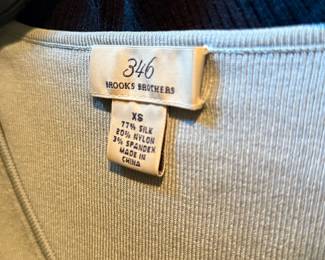 346
BROOKS BROTHERS
XS
77% SILK
20% NYLON
3% SPANDEX
MADE IN
CHINA